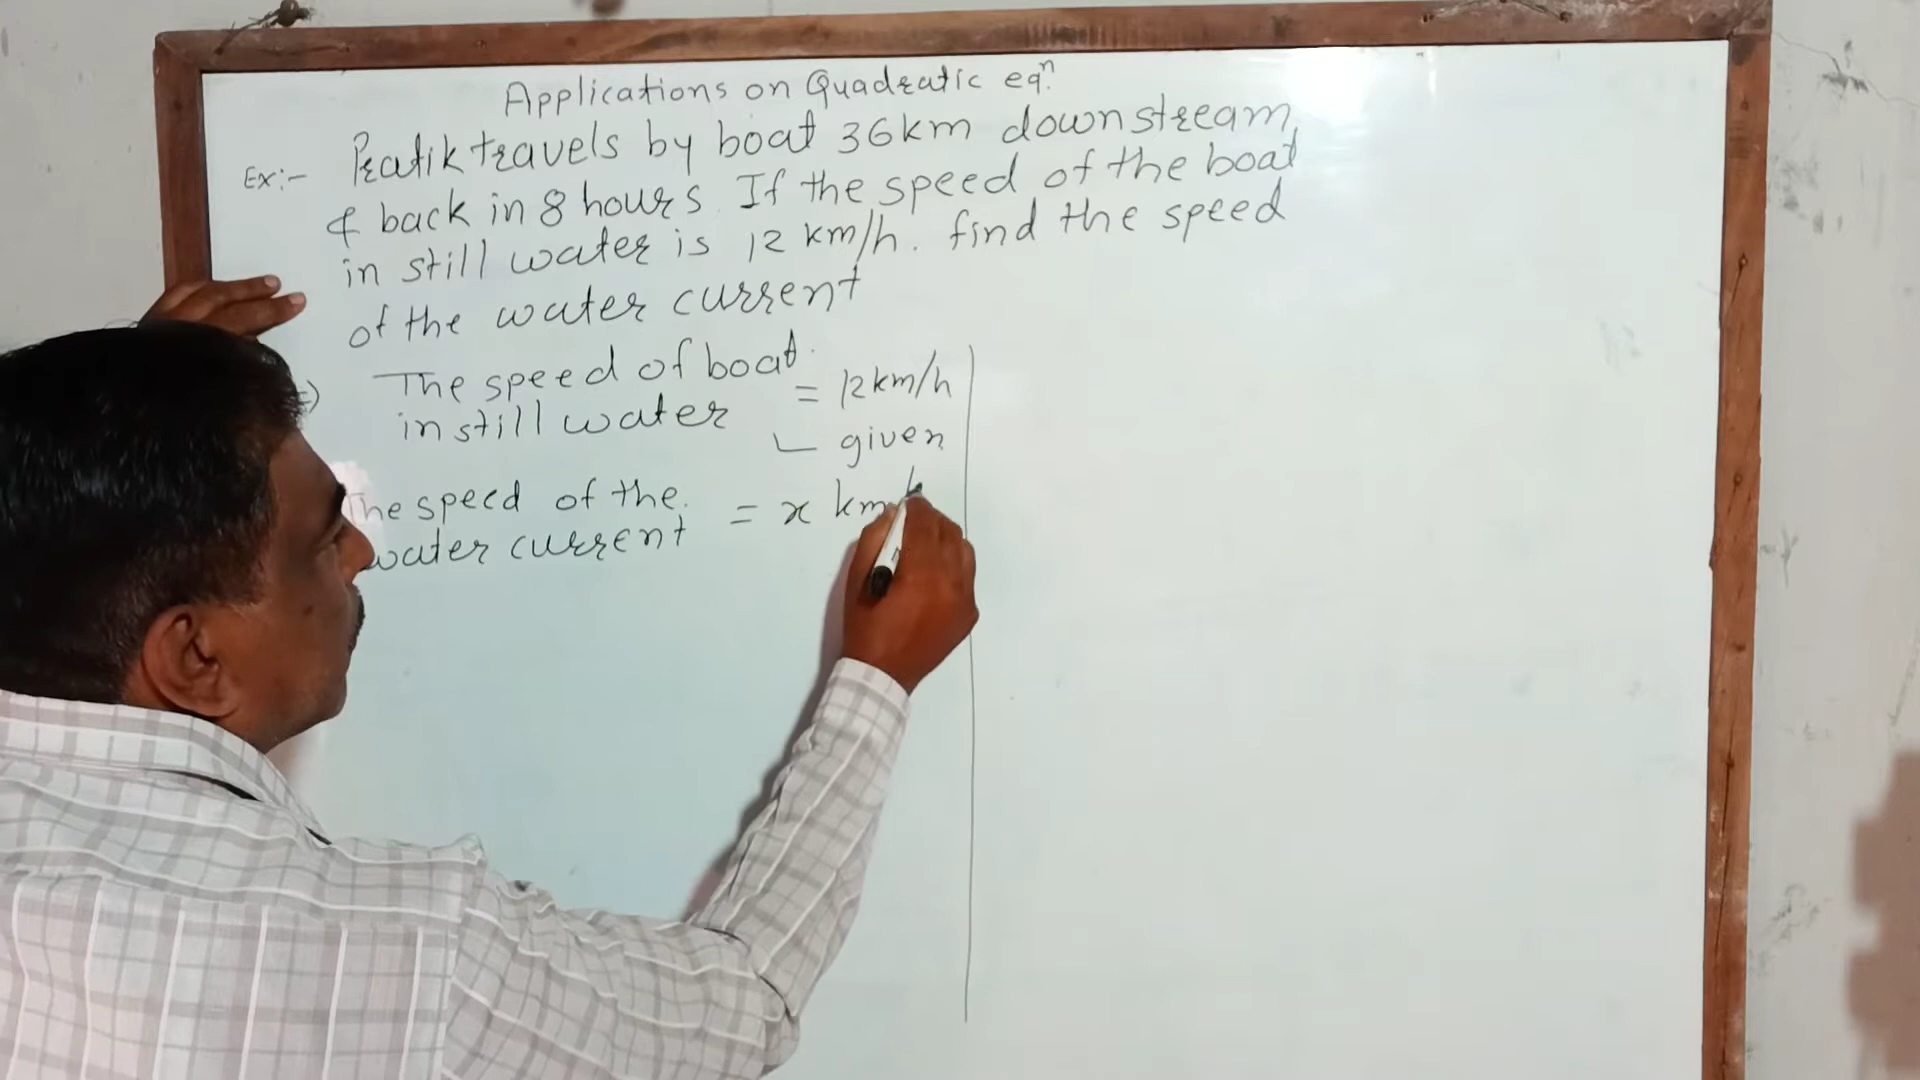 Applications on Quadratic eqⁿ.
Ex:- Pratik travels by boat 36km downstream
& back in 8 hours. If the speed of the boat
in still water is 12 km/h. find the speed
of the water current
The speed of boat
in still water = 12km/h
given
The speed of the
water current = x km/h